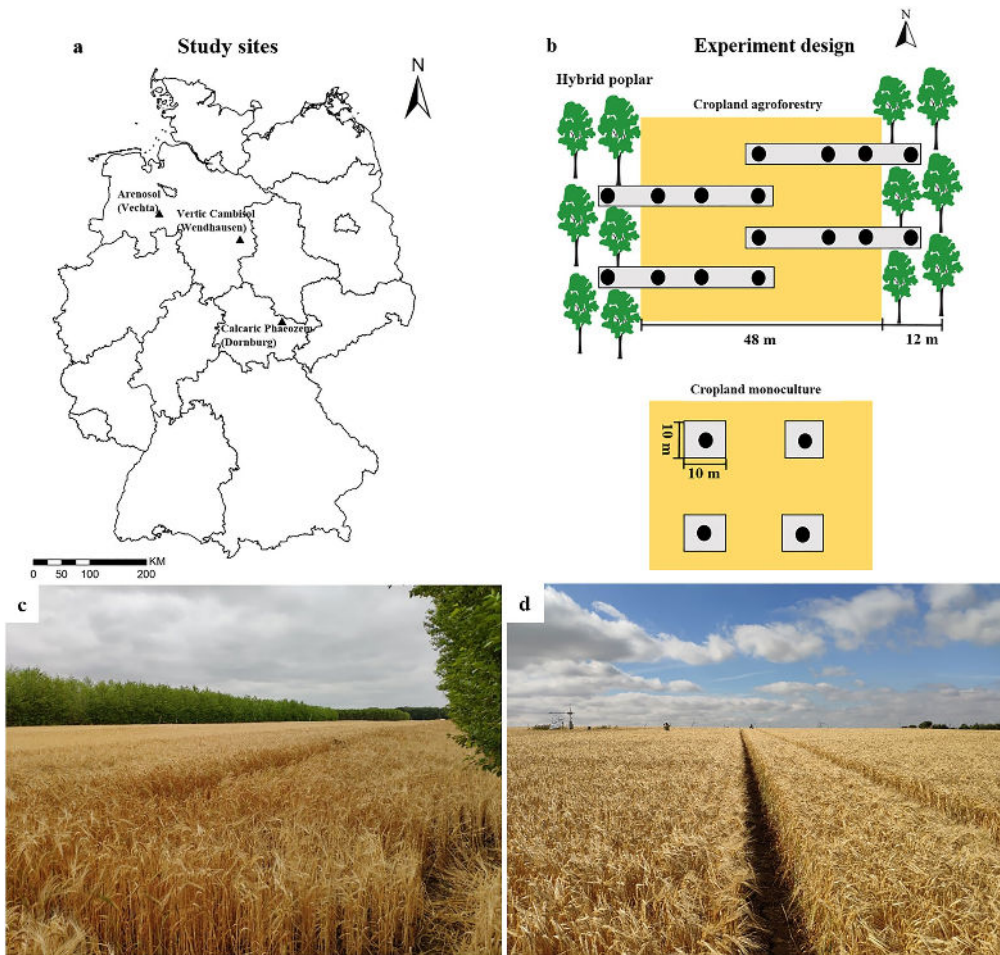 a
Study sites
N
Arenosol
(Vechta)
Vertic Cambisol
(Wendhausen)
Calcaric Phaeozem
(Dornburg)
KM
0 50 100 200
b
Experiment design
N
Hybrid poplar
Cropland agroforestry
48 m
12 m
Cropland monoculture
10 m
10 m
c
d